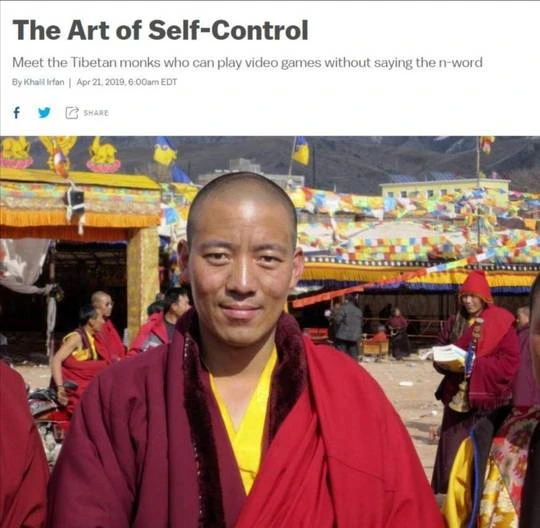 The Art of Self-Control
Meet the Tibetan monks who can play video games without saying the n-word
By Khalil Irfan | Apr 21, 2019, 6:00am EDT
SHARE